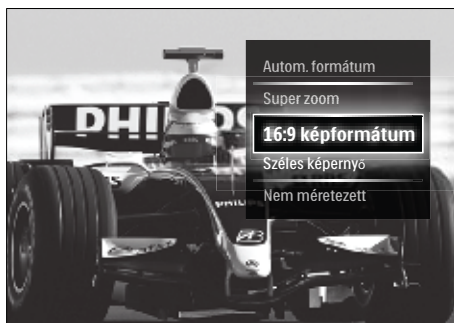 Autom. formátum
Super zoom
16:9 képformátum
Széles képernyő
Nem méretezett
PHILIPS